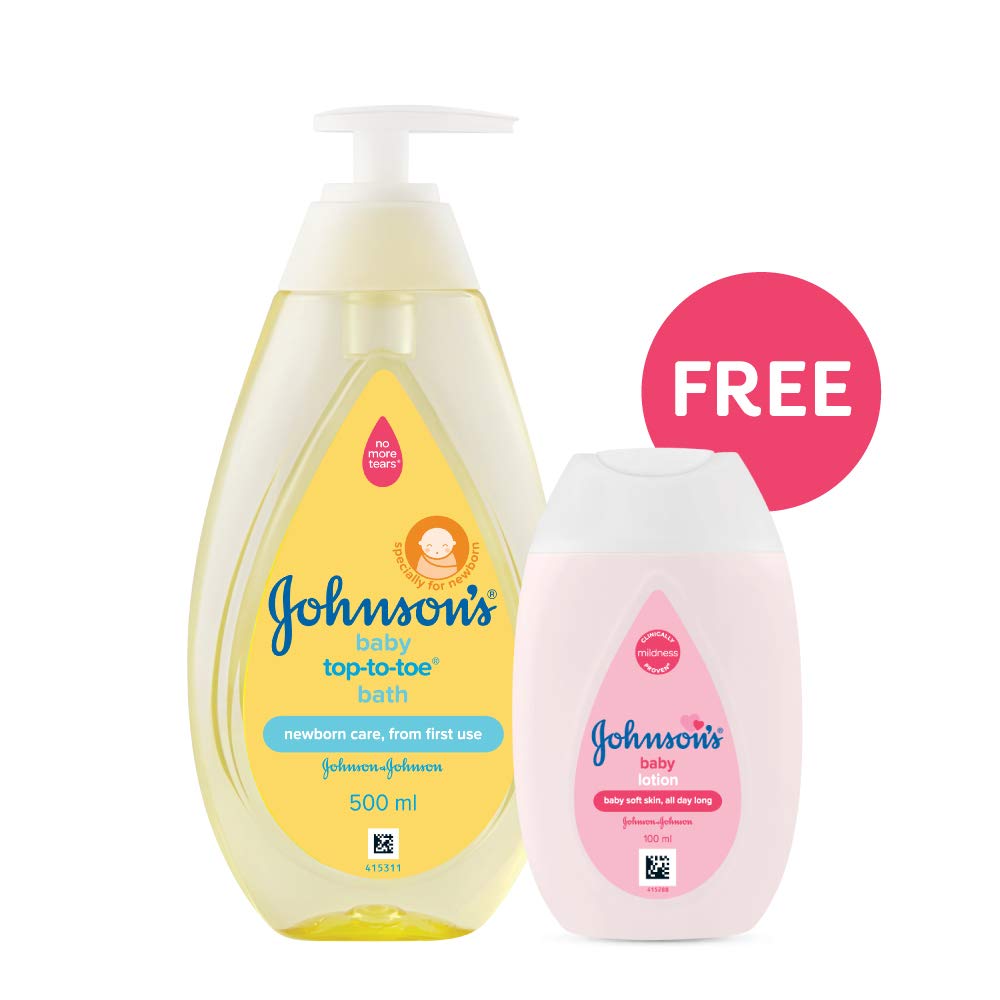 no
more
tears®
specially for newborn
Johnson's®
baby
top-to-toe®
bath
newborn care, from first use
Johnson & Johnson
500 ml
415311
FREE
CLINICALLY
mildness
PROVEN®
Johnson's®
baby
lotion
baby soft skin, all day long
Johnson & Johnson
100 ml
415288